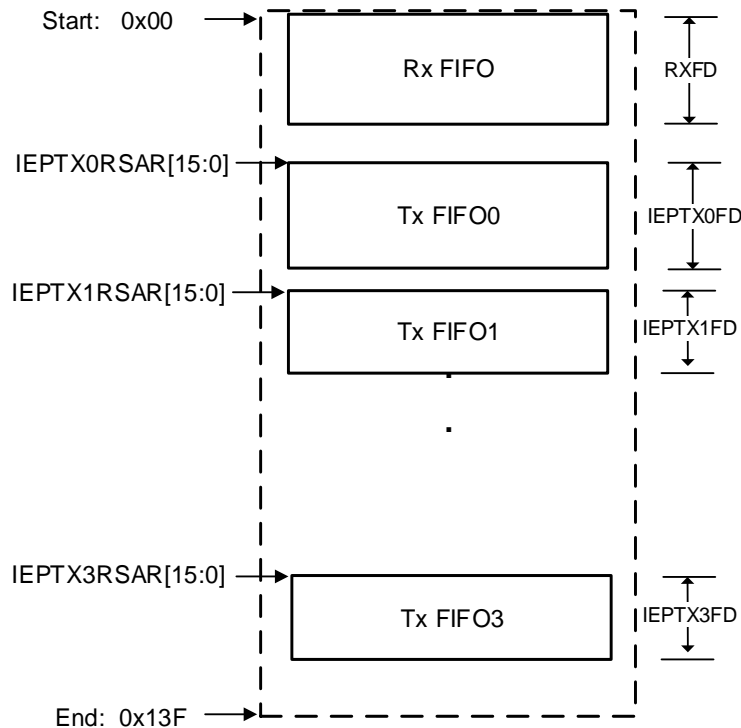 Start: 0x00
Rx FIFO
RXFD
IEPTX0RSAR[15:0]
Tx FIFO0
IEPTX0FD
IEPTX1RSAR[15:0]
Tx FIFO1
IEPTX1FD
.
.
IEPTX3RSAR[15:0]
Tx FIFO3
IEPTX3FD
End: 0x13F